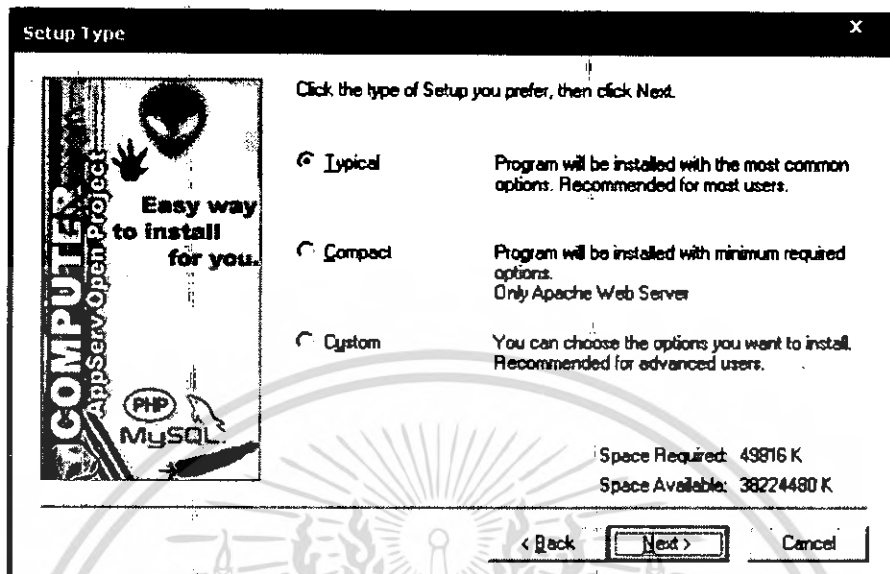 Setup Type
x
Click the type of Setup you prefer, then click Next.
Typical
Program will be installed with the most common
options. Recommended for most users.
Compact
Program will be installed with minimum required
options.
Only Apache Web Server
Custom
You can choose the options you want to install.
Recommended for advanced users.
COMPUTER
AppServ Open Project
Easy way
to install
for you.
PHP
MySQL.
Space Required: 49816 K
Space Available: 38224480 K
< Back
Next >
Cancel